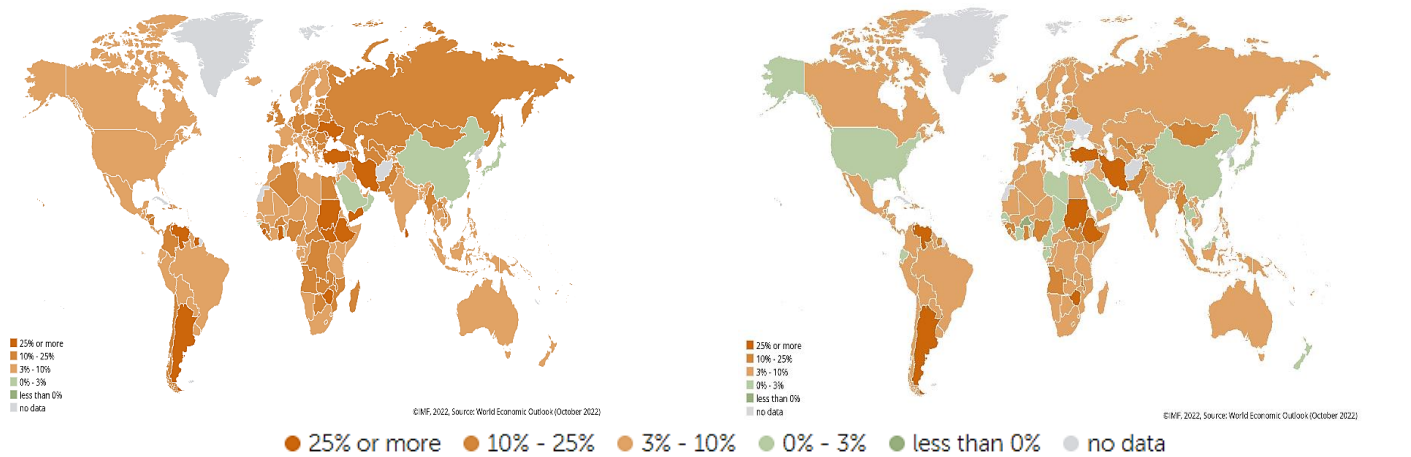 25% or more
10% - 25%
3% - 10%
0% - 3%
less than 0%
no data
©IMF, 2022, Source: World Economic Outlook (October 2022)
25% or more
10% - 25%
3% - 10%
0% - 3%
less than 0%
no data
©IMF, 2022, Source: World Economic Outlook (October 2022)
25% or more 10% - 25% 3% - 10% 0% - 3% less than 0% no data